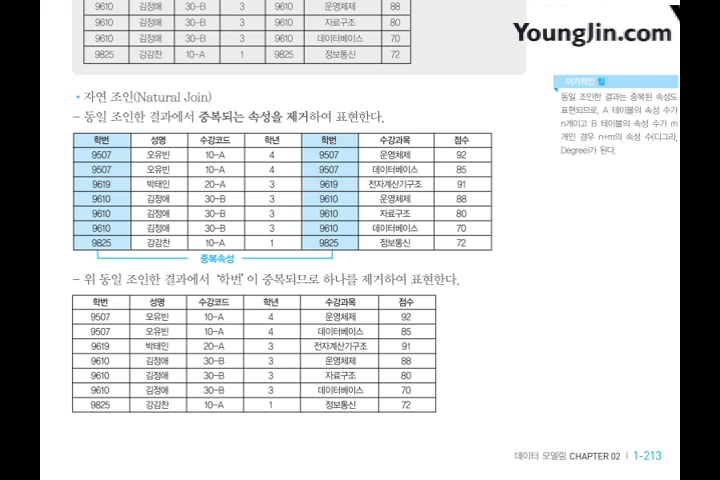 9610 김정애 30-B 3 9610 운영체제 88
9610 김정애 30-B 3 9610 자료구조 80
9610 김정애 30-B 3 9610 데이터베이스 70
9825 강감찬 10-A 1 9825 정보통신 72
YoungJin.com
• 자연 조인(Natural Join)
- 동일 조인한 결과에서 중복되는 속성을 제거하여 표현한다.
학번 성명 수강코드 학년 학번 수강과목 점수
9507 오유빈 10-A 4 9507 운영체제 92
9507 오유빈 10-A 4 9507 데이터베이스 85
9619 박태인 20-A 3 9619 전자계산기구조 91
9610 김정애 30-B 3 9610 운영체제 88
9610 김정애 30-B 3 9610 자료구조 80
9610 김정애 30-B 3 9610 데이터베이스 70
9825 강감찬 10-A 1 9825 정보통신 72
중복속성
- 위 동일 조인한 결과에서 '학번'이 중복되므로 하나를 제거하여 표현한다.
학번 성명 수강코드 학년 수강과목 점수
9507 오유빈 10-A 4 운영체제 92
9507 오유빈 10-A 4 데이터베이스 85
9619 박태인 20-A 3 전자계산기구조 91
9610 김정애 30-B 3 운영체제 88
9610 김정애 30-B 3 자료구조 80
9610 김정애 30-B 3 데이터베이스 70
9825 강감찬 10-A 1 정보통신 72
동일 조인한 결과는 중복된 속성도
표현되므로, A 테이블의 속성 수가
n개이고 B 테이블의 속성 수가 m
개인 경우 n+m의 속성 수(디그리,
Degree)가 된다.
데이터 모델링 CHAPTER 02 | 1-213